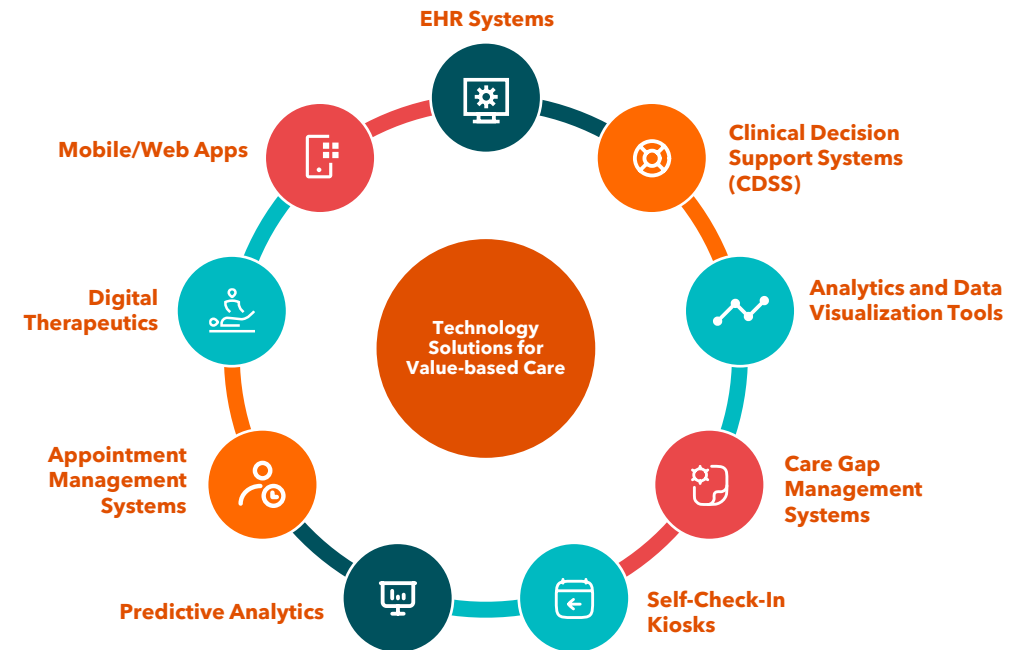 EHR Systems
Clinical Decision
Support Systems
(CDSS)
Analytics and Data
Visualization Tools
Care Gap
Management
Systems
Self-Check-In
Kiosks
Predictive Analytics
Appointment
Management
Systems
Digital
Therapeutics
Mobile/Web Apps
Technology
Solutions for
Value-based Care